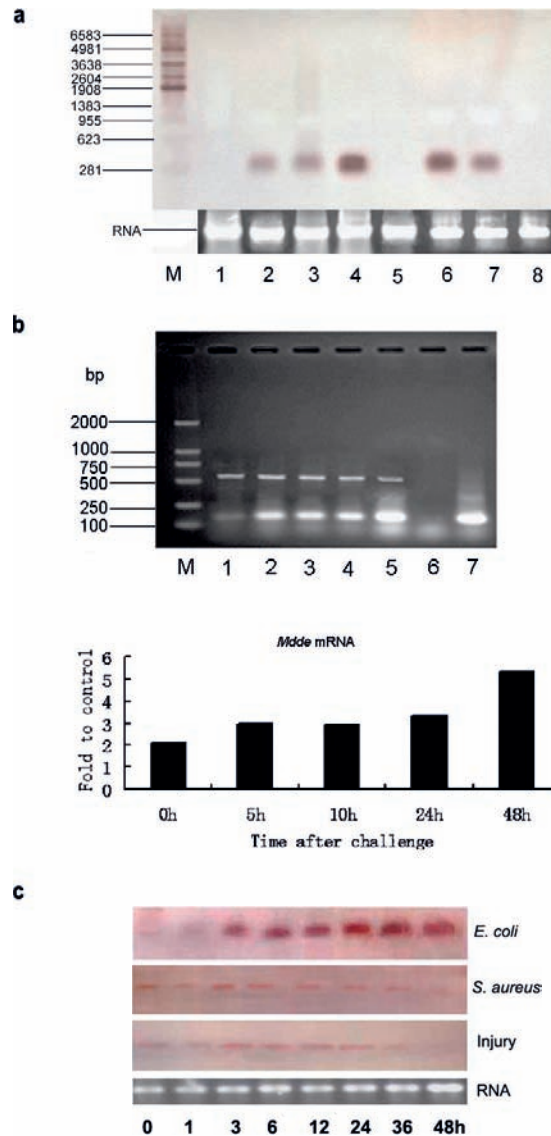 a
6583
4981
3638
2604
1908
1383
955
623
281
RNA
M 1 2 3 4 5 6 7 8
b
bp
2000
1000
750
500
250
100
M 1 2 3 4 5 6 7
Mdde mRNA
Fold to control
6
5
4
3
2
1
0
0h 5h 10h 24h 48h
Time after challenge
c
E. coli
S. aureus
Injury
RNA
0 1 3 6 12 24 36 48h